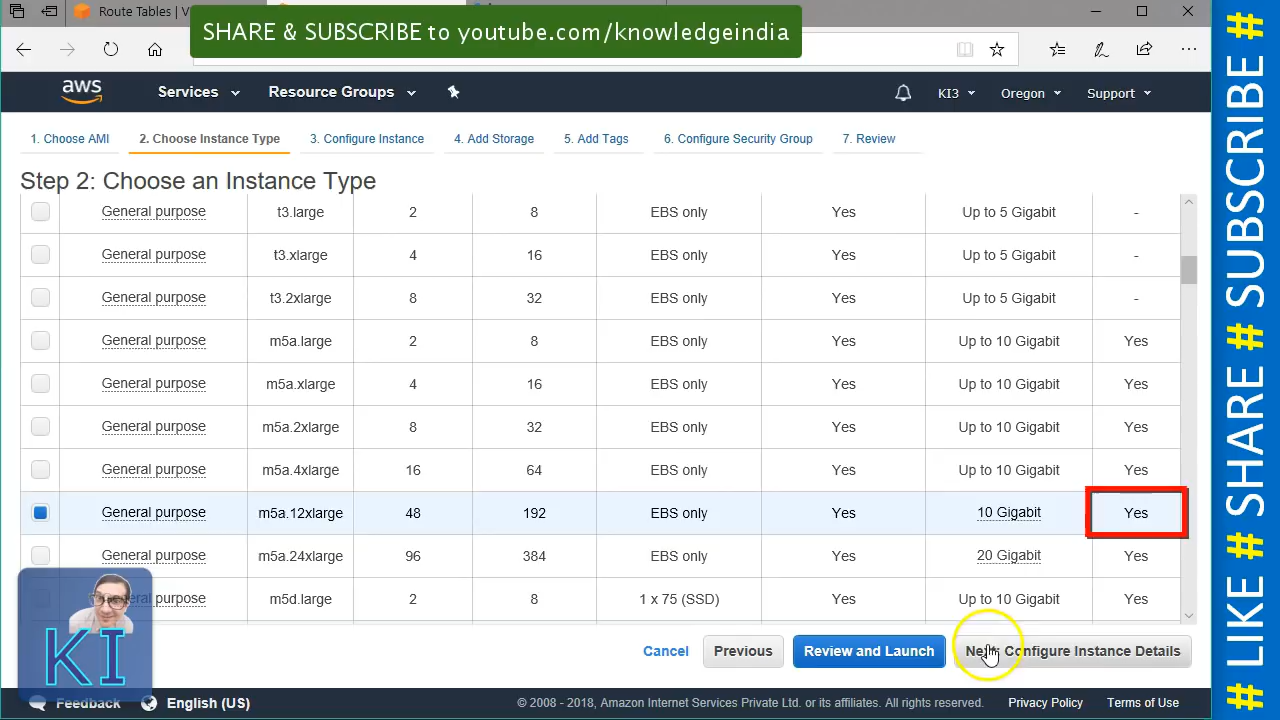 Route Tables | V
SHARE & SUBSCRIBE to youtube.com/knowledgeindia
aws Services Resource Groups KI3 Oregon Support
1. Choose AMI 2. Choose Instance Type 3. Configure Instance 4. Add Storage 5. Add Tags 6. Configure Security Group 7. Review
Step 2: Choose an Instance Type
General purpose t3.large 2 8 EBS only Yes Up to 5 Gigabit -
General purpose t3.xlarge 4 16 EBS only Yes Up to 5 Gigabit -
General purpose t3.2xlarge 8 32 EBS only Yes Up to 5 Gigabit -
General purpose m5a.large 2 8 EBS only Yes Up to 10 Gigabit Yes
General purpose m5a.xlarge 4 16 EBS only Yes Up to 10 Gigabit Yes
General purpose m5a.2xlarge 8 32 EBS only Yes Up to 10 Gigabit Yes
General purpose m5a.4xlarge 16 64 EBS only Yes Up to 10 Gigabit Yes
General purpose m5a.12xlarge 48 192 EBS only Yes 10 Gigabit Yes
General purpose m5a.24xlarge 96 384 EBS only Yes 20 Gigabit Yes
purpose m5d.large 2 8 1 x 75 (SSD) Yes Up to 10 Gigabit Yes
KI
Cancel Previous Review and Launch Next: Configure Instance Details
Feedback English (US) © 2008 - 2018, Amazon Internet Services Private Ltd. or its affiliates. All rights reserved. Privacy Policy Terms of Use
# LIKE # SHARE # SUBSCRIBE #